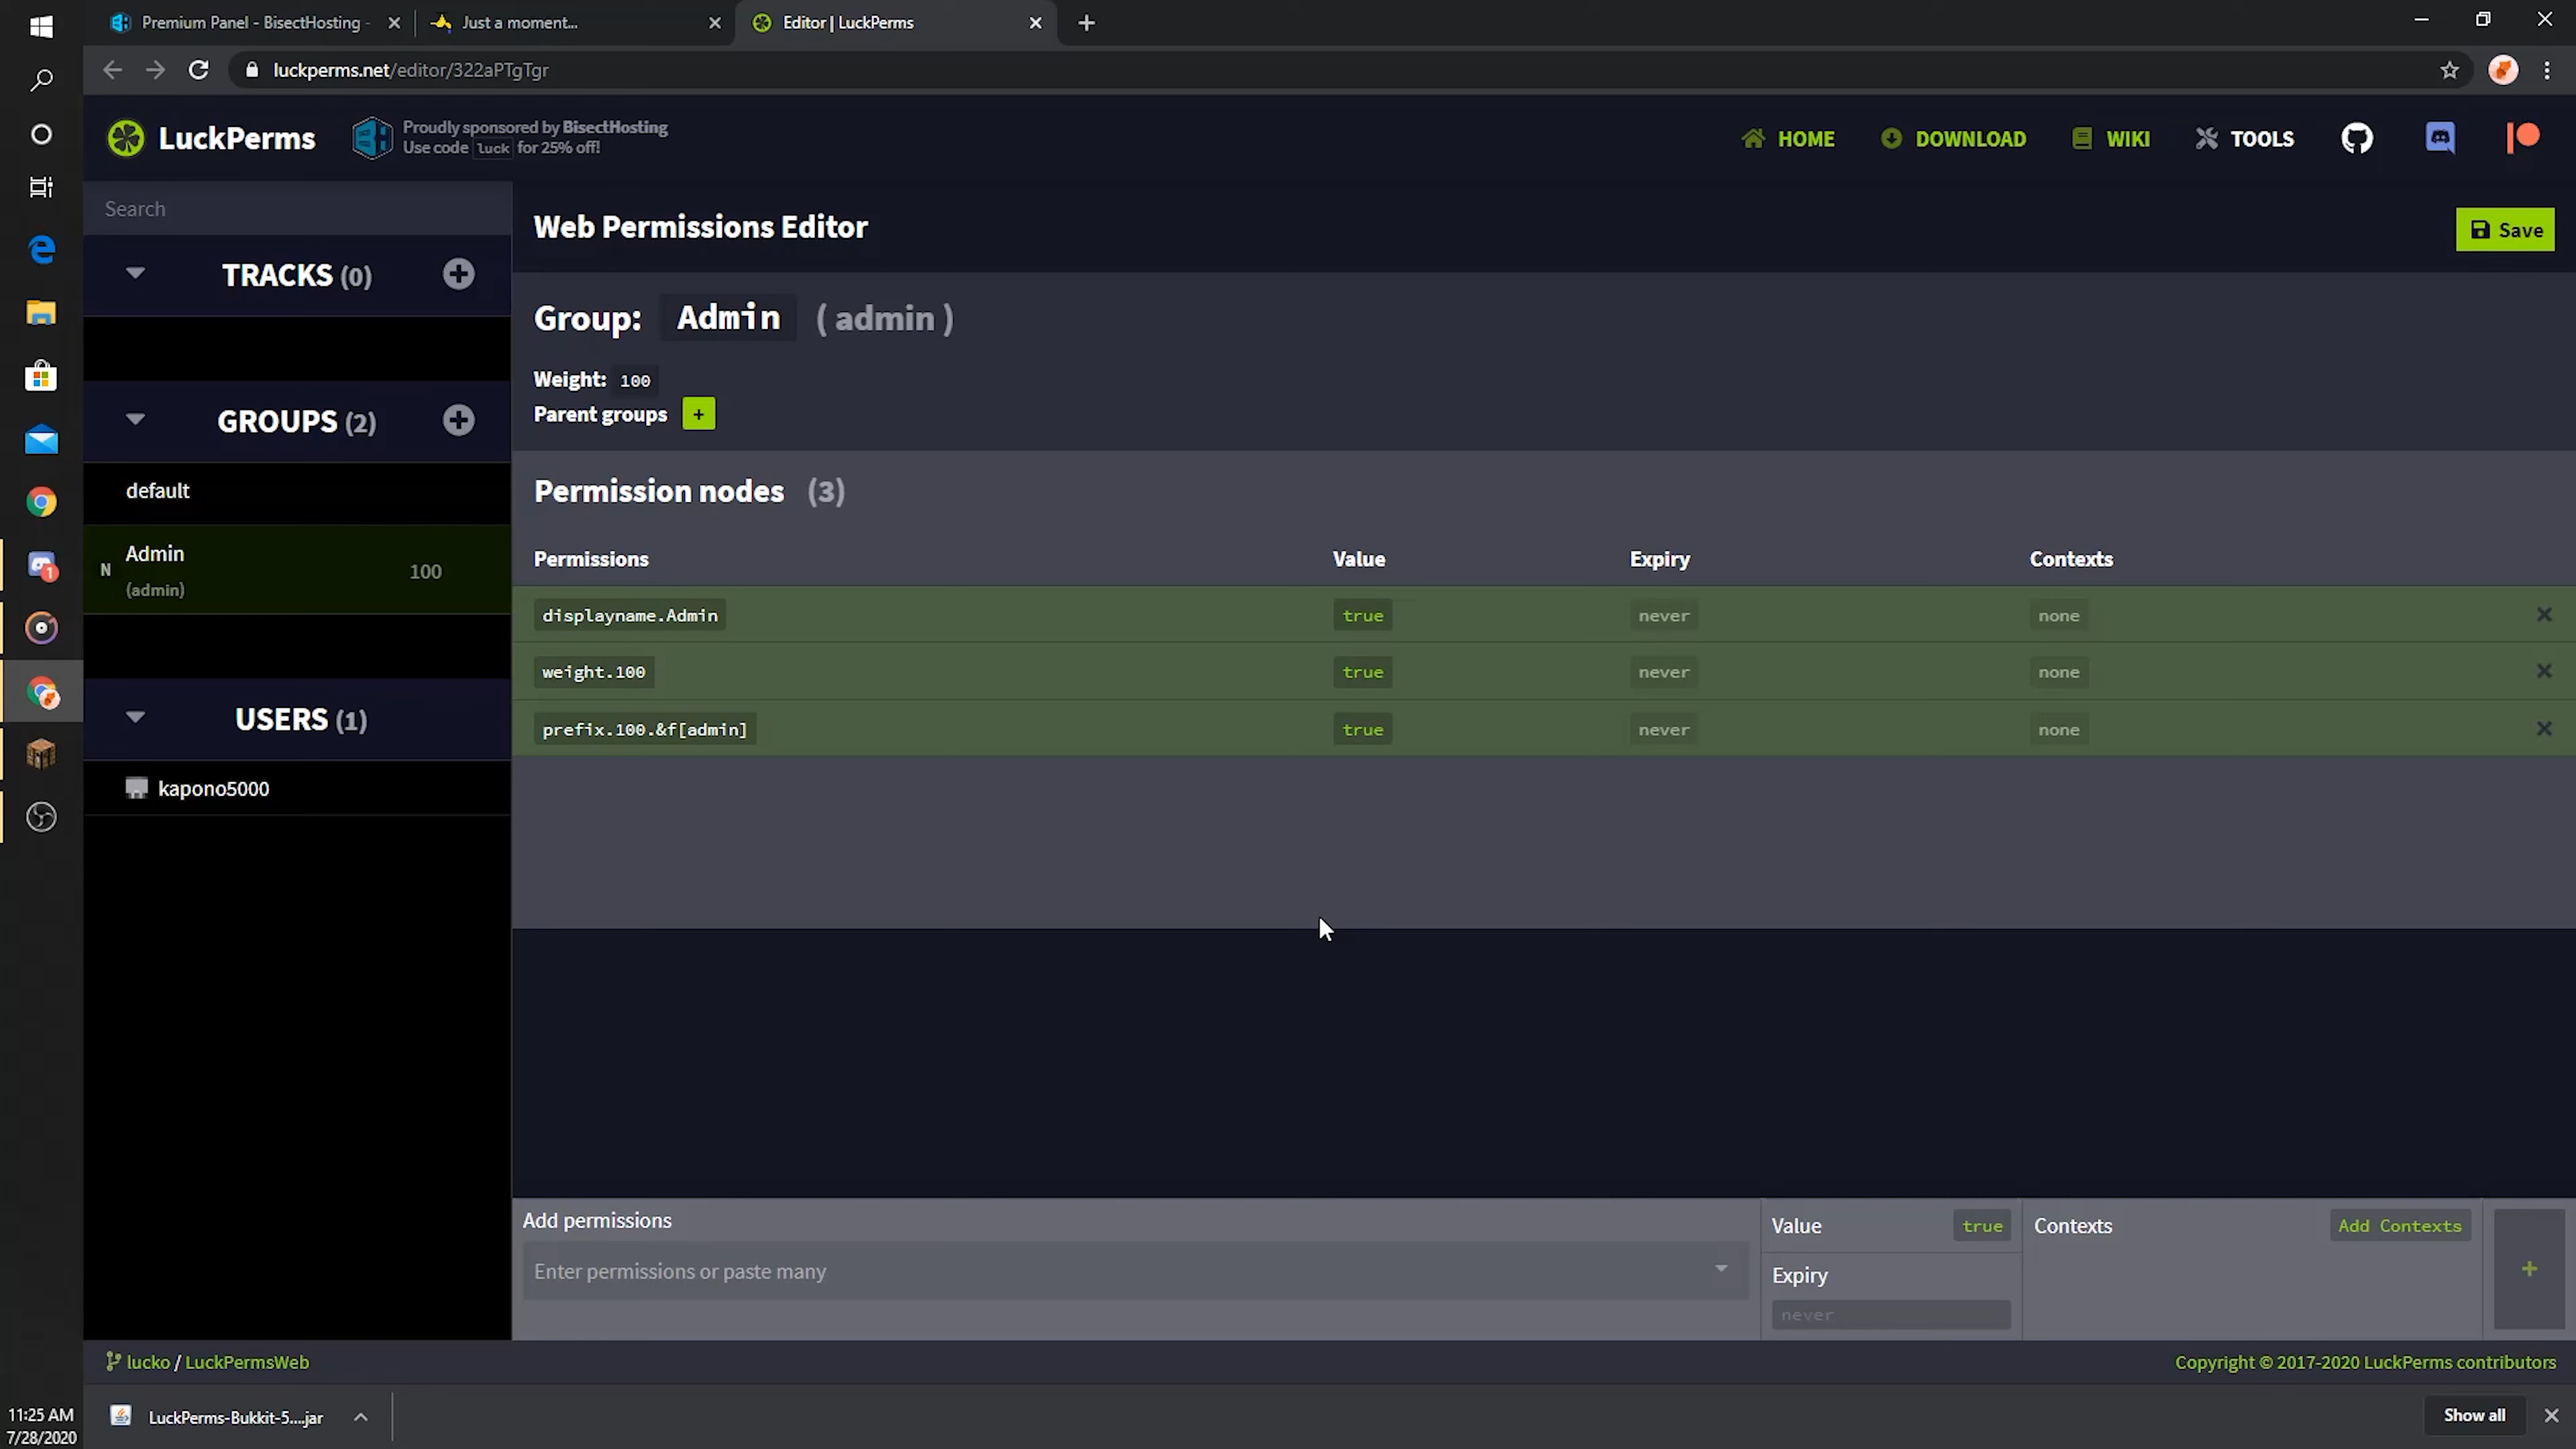 Premium Panel - BisectHosting -
Just a moment...
Editor | LuckPerms
luckperms.net/editor/322aPTgTgr
LuckPerms
Proudly sponsored by BisectHosting
Use code luck for 25% off!
HOME
DOWNLOAD
WIKI
TOOLS
Search
Web Permissions Editor
Save
TRACKS (0)
Group: Admin ( admin )
Weight: 100
Parent groups +
GROUPS (2)
default
N Admin 100
(admin)
Permission nodes (3)
Permissions Value Expiry Contexts
displayname.Admin true never none
weight.100 true never none
prefix.100.&f[admin] true never none
USERS (1)
kapono5000
1
Add permissions
Enter permissions or paste many
Value true
Expiry
never
Contexts Add Contexts
+
lucko / LuckPermsWeb
Copyright © 2017-2020 LuckPerms contributors
11:25 AM
7/28/2020
LuckPerms-Bukkit-5....jar
Show all